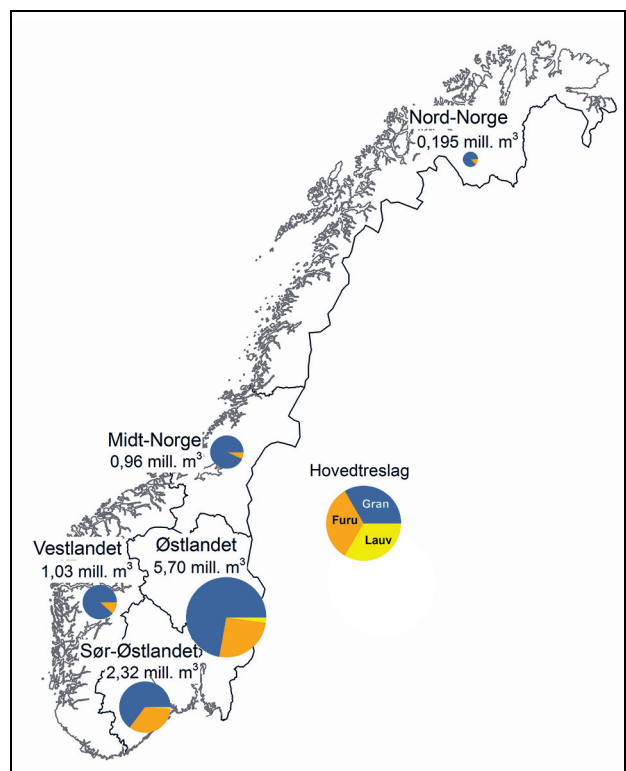 Nord-Norge
0,195 mill. m³
Midt-Norge
0,96 mill. m³
Hovedtreslag
Gran
Furu
Lauv
Vestlandet
1,03 mill. m³
Østlandet
5,70 mill. m³
Sør-Østlandet
2,32 mill. m³